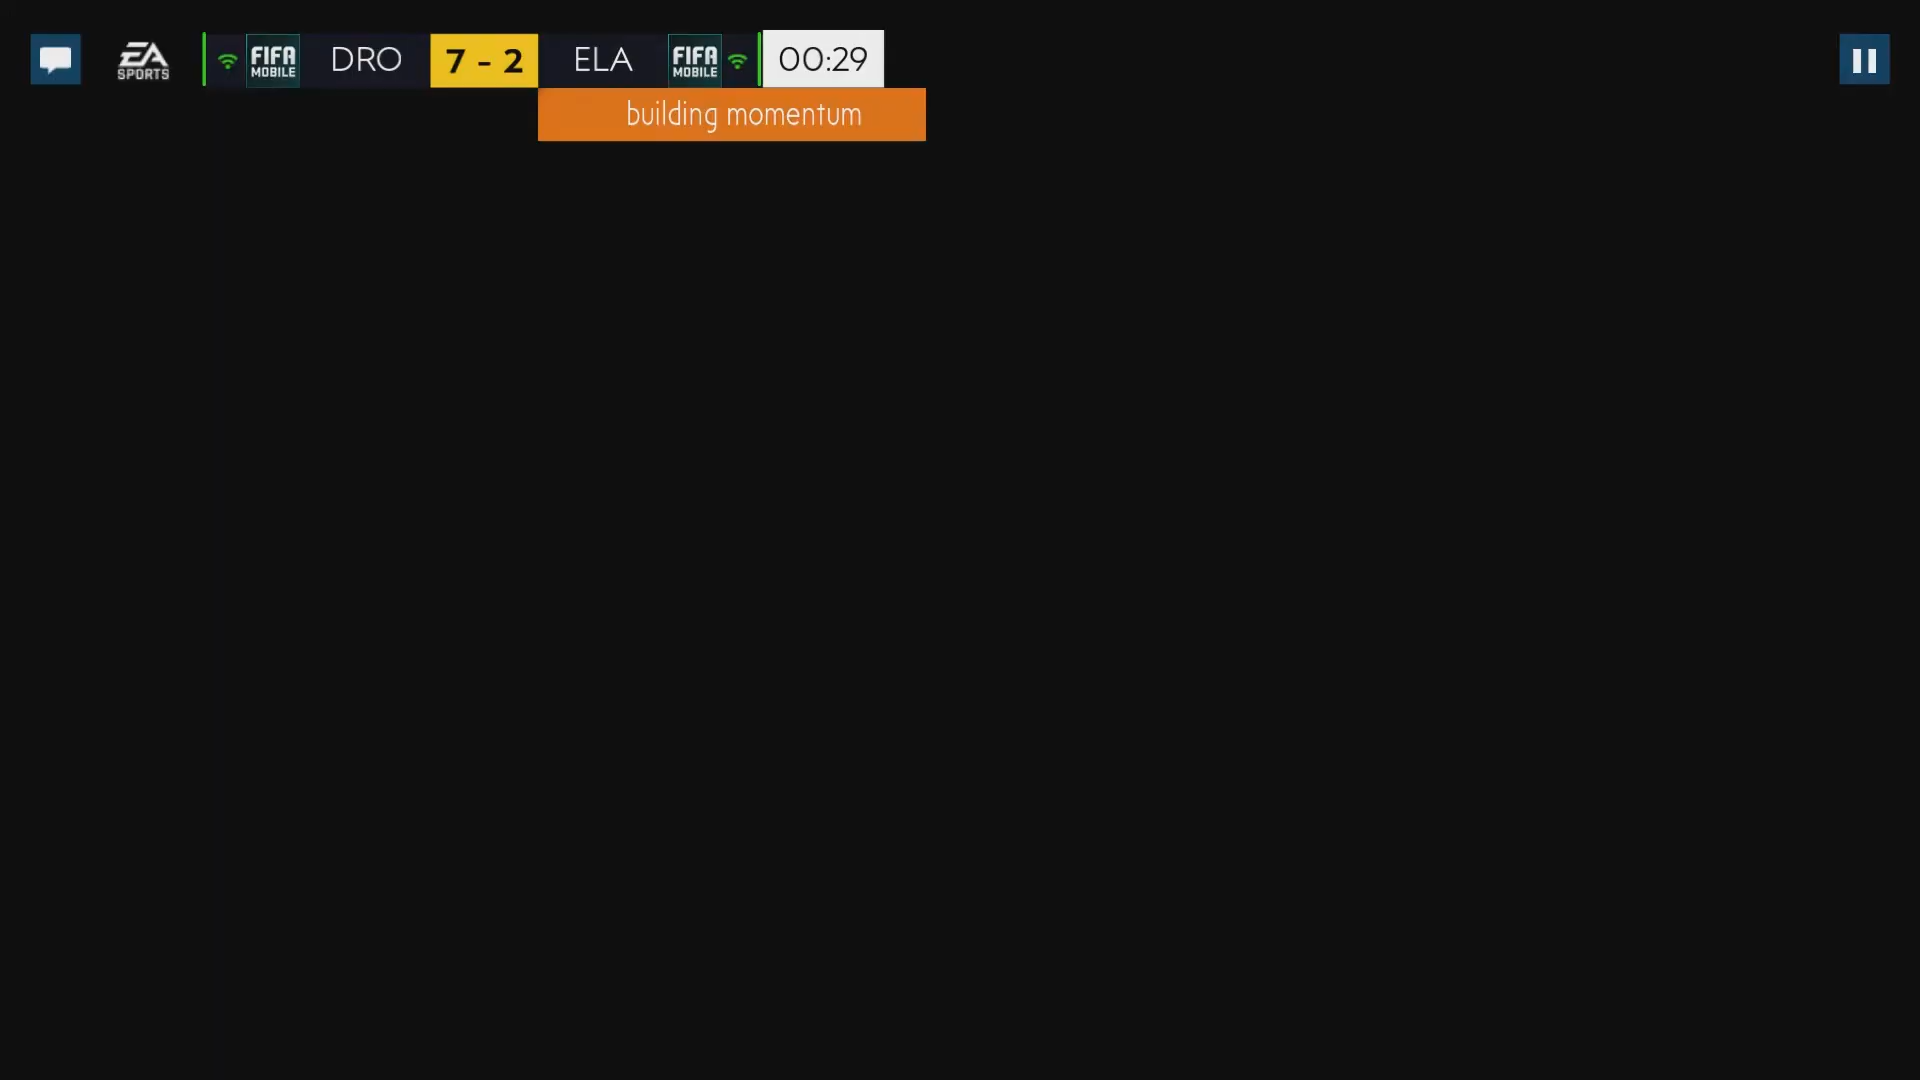 EA SPORTS FIFA MOBILE DRO 7 - 2 ELA FIFA MOBILE 00:29
building momentum